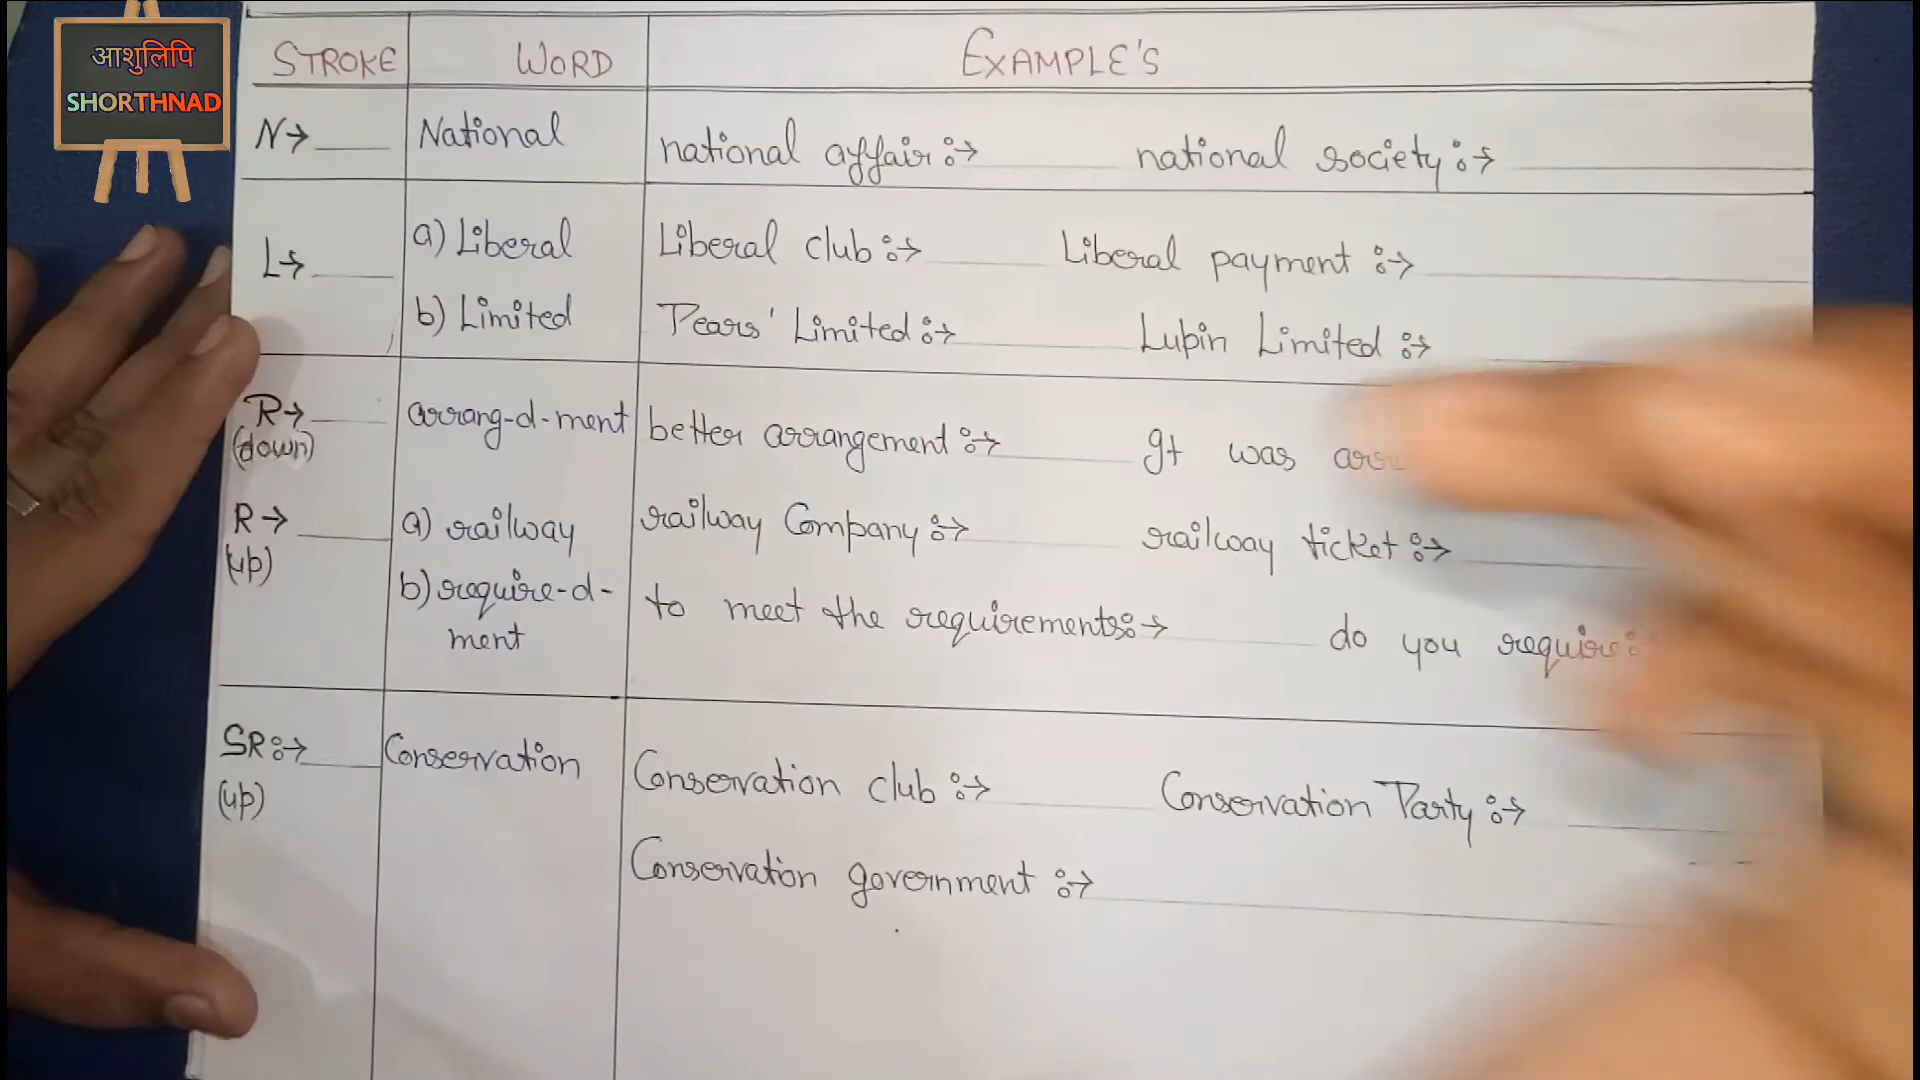 आशुलिपि
SHORTHNAD
STROKE WORD EXAMPLE'S
N→ National national affair :→ national society :→
L→ a) Liberal Liberal club :→ Liberal payment :→
b) Limited Pears' Limited :→ Lupin Limited :→
R→ (down) arrang-d-ment better arrangement :→ It was
R→ (up) a) railway railway Company :→ railway ticket :→
b) require-d-ment to meet the requirements :→ do you require :
SR :→ (up) Conservation Conservation club :→ Conservation Party :→
Conservation government :→